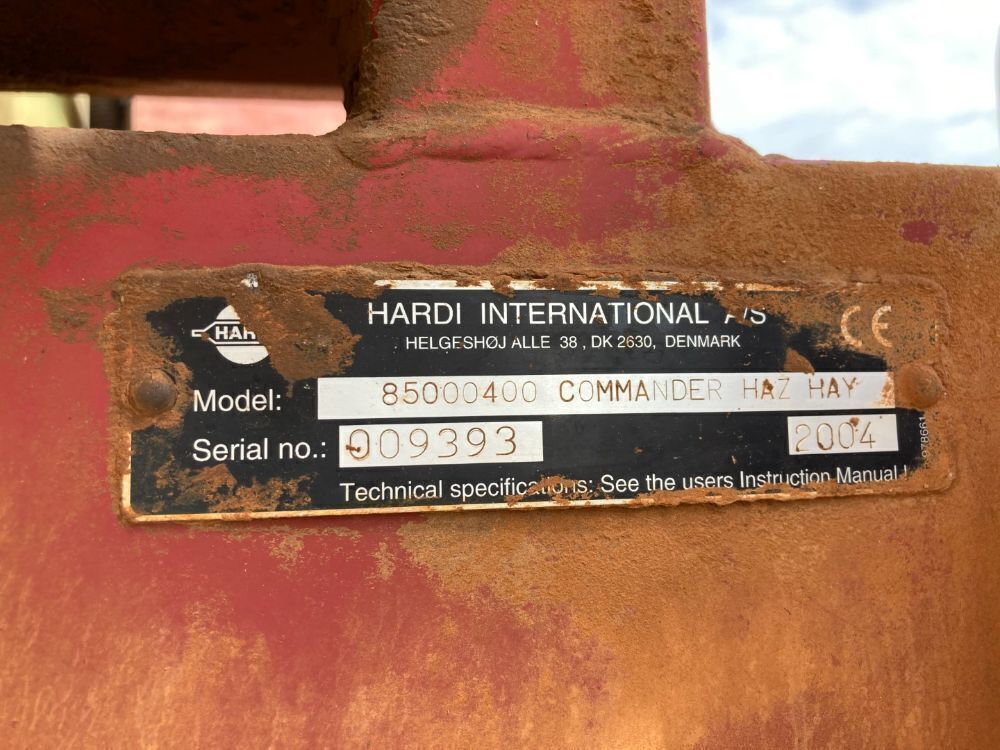 HARDI INTERNATIONAL A/S
HELGESHØJ ALLE 38, DK 2630, DENMARK
CE
Model: 85000400 COMMANDER HAZ HAY
Serial no.: 009393 2004
Technical specifications: See the users Instruction Manual !